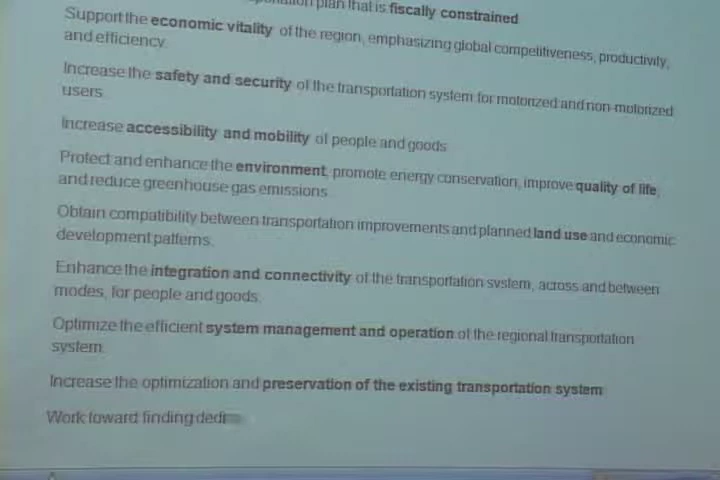 plan that is fiscally constrained
Support the economic vitality of the region, emphasizing global competitiveness, productivity,
and efficiency.
Increase the safety and security of the transportation system for motorized and non-motorized
users.
Increase accessibility and mobility of people and goods
Protect and enhance the environment, promote energy conservation, improve quality of life,
and reduce greenhouse gas emissions
Obtain compatibility between transportation improvements and planned land use and economic
development patterns.
Enhance the integration and connectivity of the transportation system, across and between
modes, for people and goods.
Optimize the efficient system management and operation of the regional transportation
system.
Increase the optimization and preservation of the existing transportation system
Work toward finding